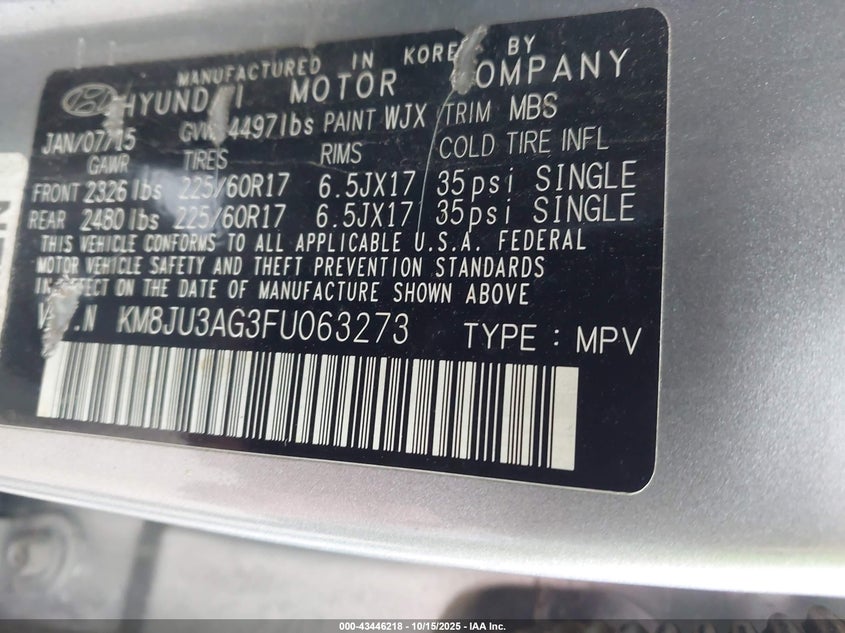 MANUFACTURED IN KOREA BY
HYUNDAI MOTOR COMPANY
JAN/07/15 GVWR 4497lbs PAINT WJX TRIM MBS
GAWR TIRES RIMS COLD TIRE INFL
FRONT 2326 lbs 225/60R17 6.5JX17 35psi SINGLE
REAR 2480 lbs 225/60R17 6.5JX17 35psi SINGLE
THIS VEHICLE CONFORMS TO ALL APPLICABLE U.S.A. FEDERAL
MOTOR VEHICLE SAFETY AND THEFT PREVENTION STANDARDS
IN EFFECT ON THE DATE OF MANUFACTURE SHOWN ABOVE
V.I.N KM8JU3AG3FU063273 TYPE : MPV
000-43446218 - 10/15/2025 - IAA Inc.